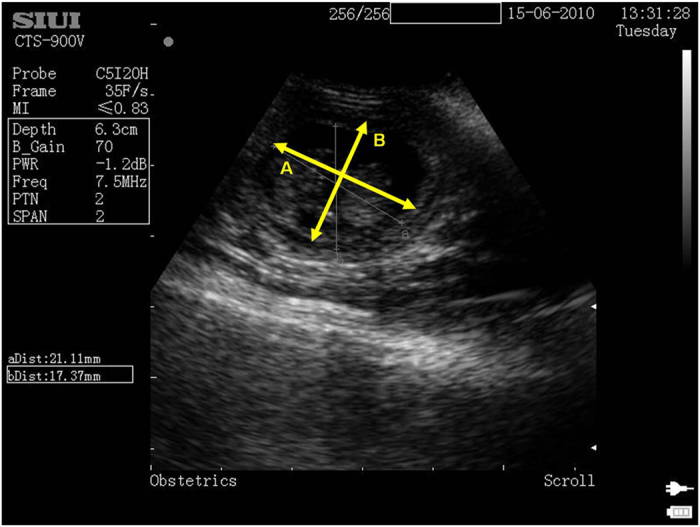 SIUI
256/256 15-06-2010 13:31:28
CTS-900V
Tuesday
Probe C5I20H
Frame 35F/s
MI ≤0.83
Depth 6.3cm
B_Gain 70
PWR -1.2dB
Freq 7.5MHz
PTN 2
SPAN 2
A
B
a
aDist:21.11mm
bDist:17.37mm
Obstetrics Scroll